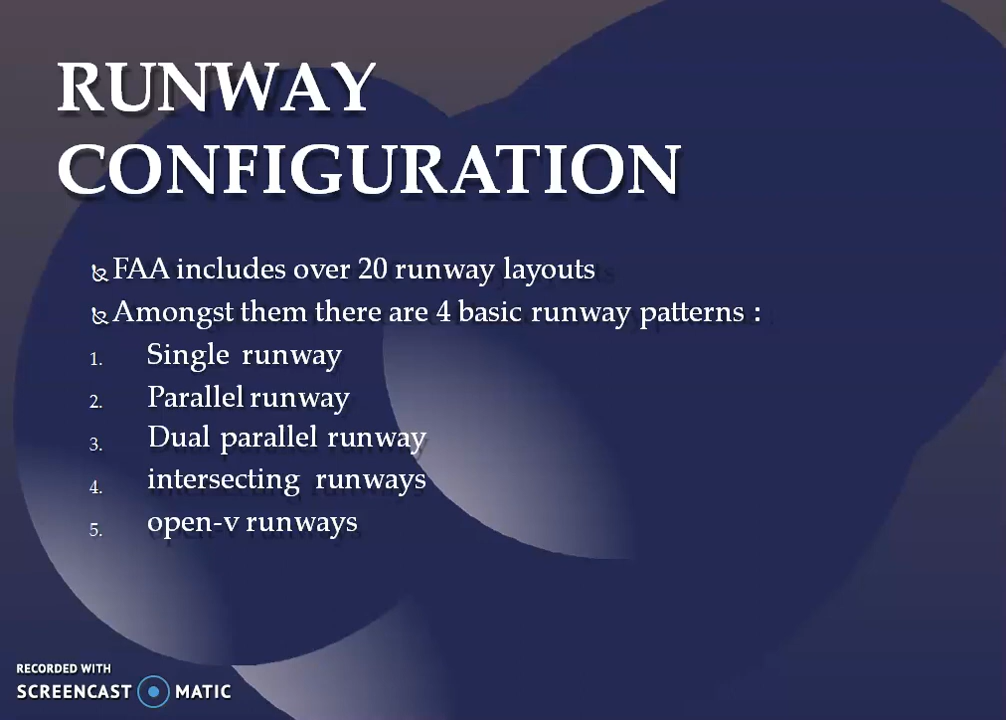 RUNWAY
CONFIGURATION
FAA includes over 20 runway layouts
Amongst them there are 4 basic runway patterns :
1. Single runway
2. Parallel runway
3. Dual parallel runway
4. intersecting runways
5. open-v runways
RECORDED WITH
SCREENCAST MATIC